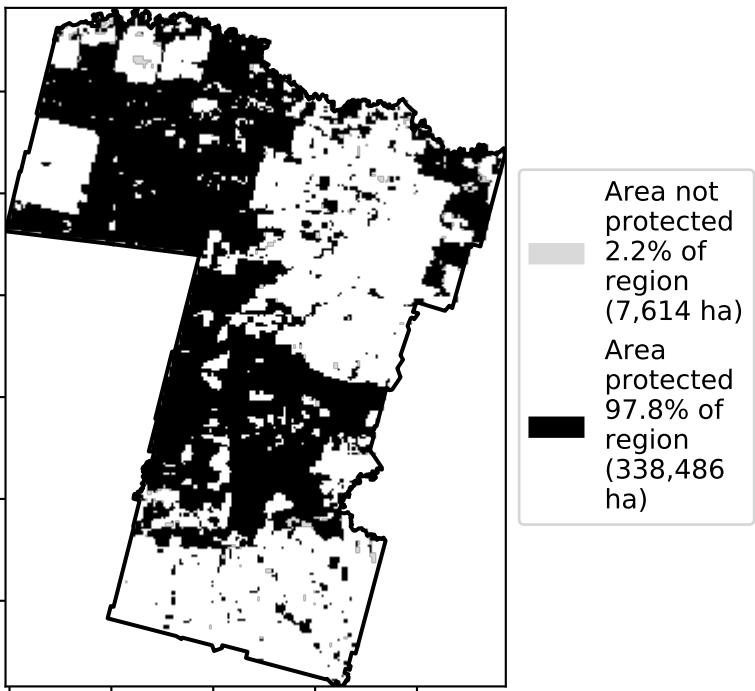 Area not
protected
2.2% of
region
(7,614 ha)
Area
protected
97.8% of
region
(338,486
ha)